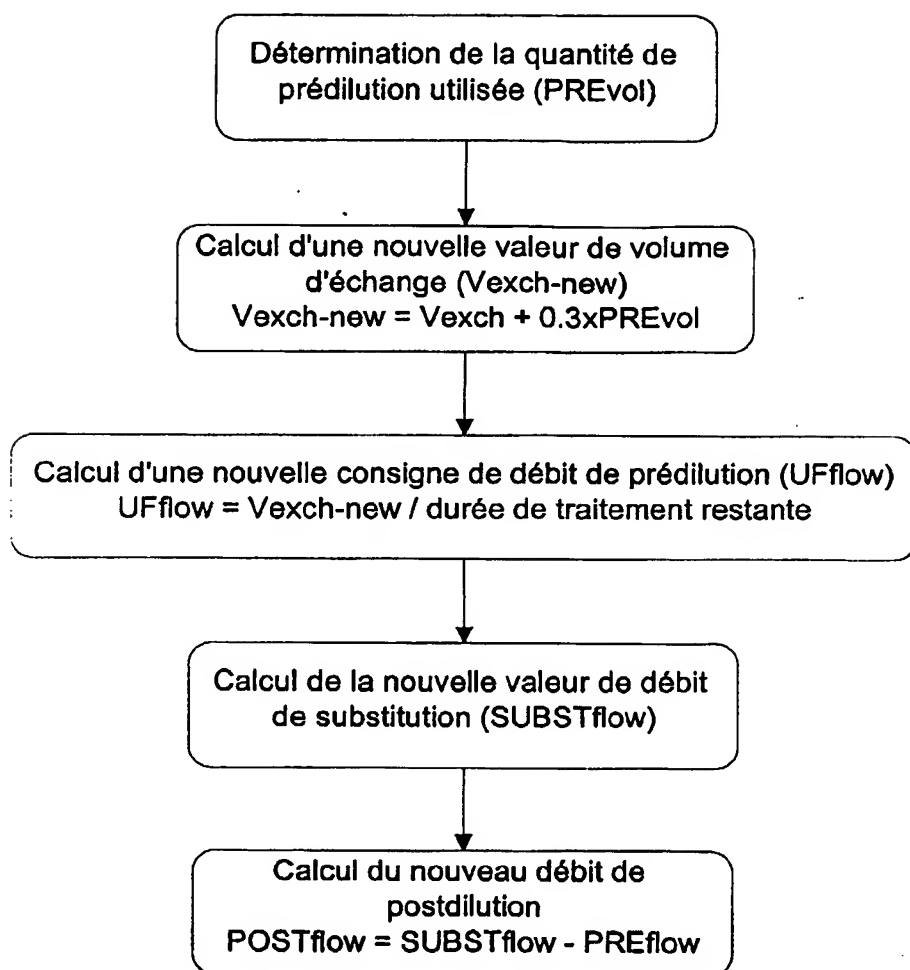 Détermination de la quantité de
prédilution utilisée (PREvol)
Calcul d'une nouvelle valeur de volume
d'échange (Vexch-new)
Vexch-new = Vexch + 0.3xPREvol
Calcul d'une nouvelle consigne de débit de prédilution (UFflow)
UFflow = Vexch-new / durée de traitement restante
Calcul de la nouvelle valeur de débit
de substitution (SUBSTflow)
Calcul du nouveau débit de
postdilution
POSTflow = SUBSTflow - PREflow